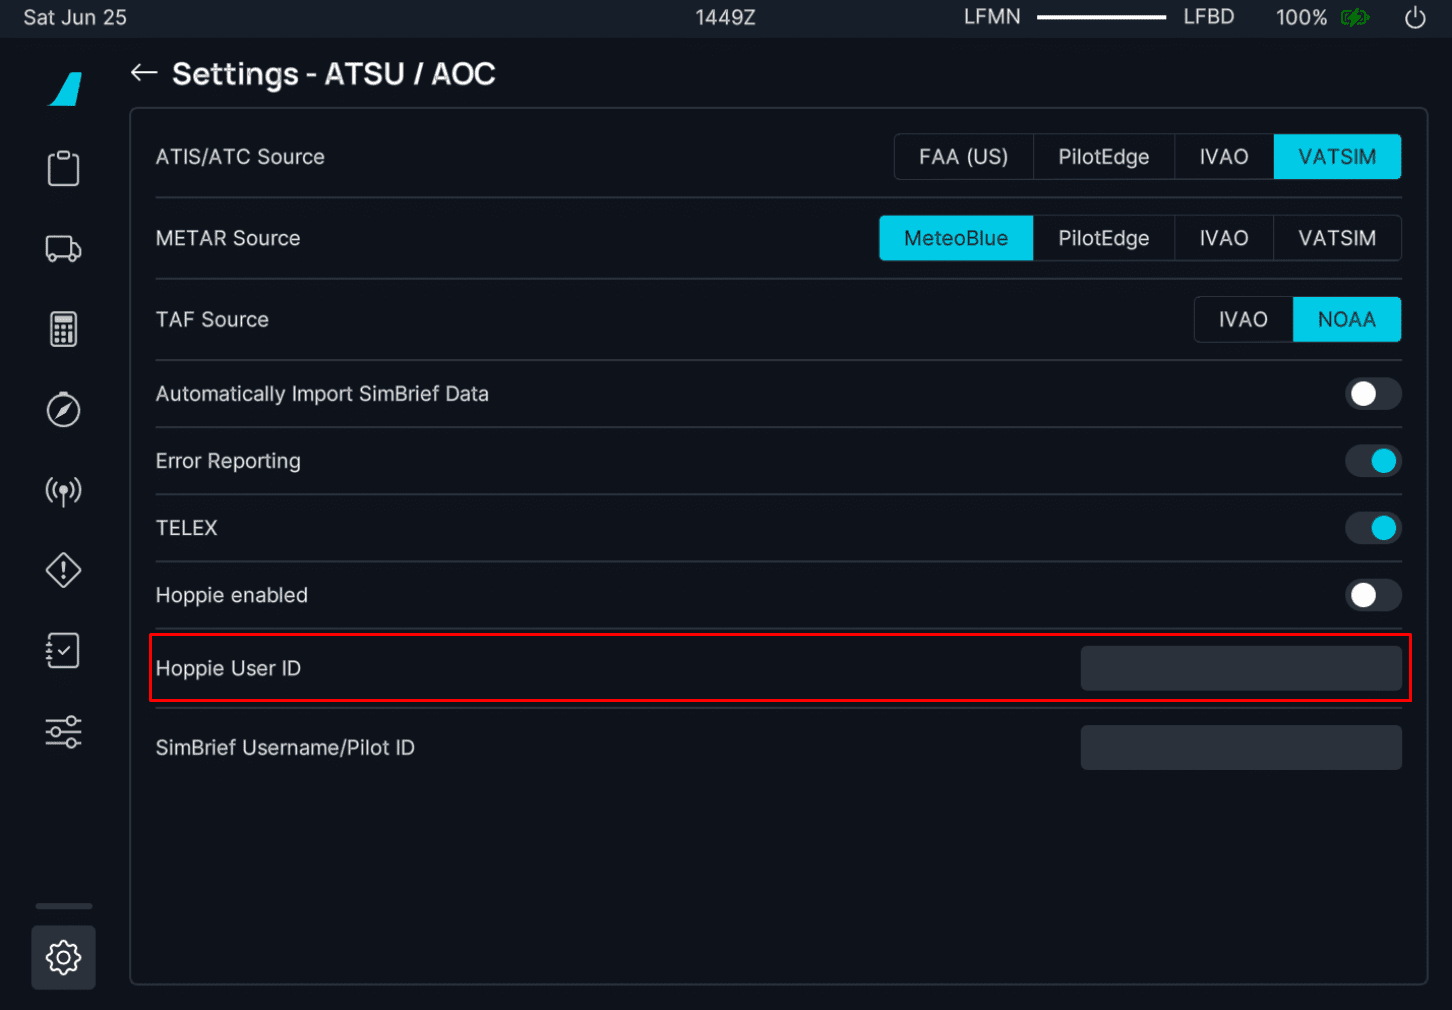 Sat Jun 25 1449Z LFMN LFBD 100%
Settings - ATSU / AOC
ATIS/ATC Source FAA (US) PilotEdge IVAO VATSIM
METAR Source MeteoBlue PilotEdge IVAO VATSIM
TAF Source IVAO NOAA
Automatically Import SimBrief Data
Error Reporting
TELEX
Hoppie enabled
Hoppie User ID
SimBrief Username/Pilot ID